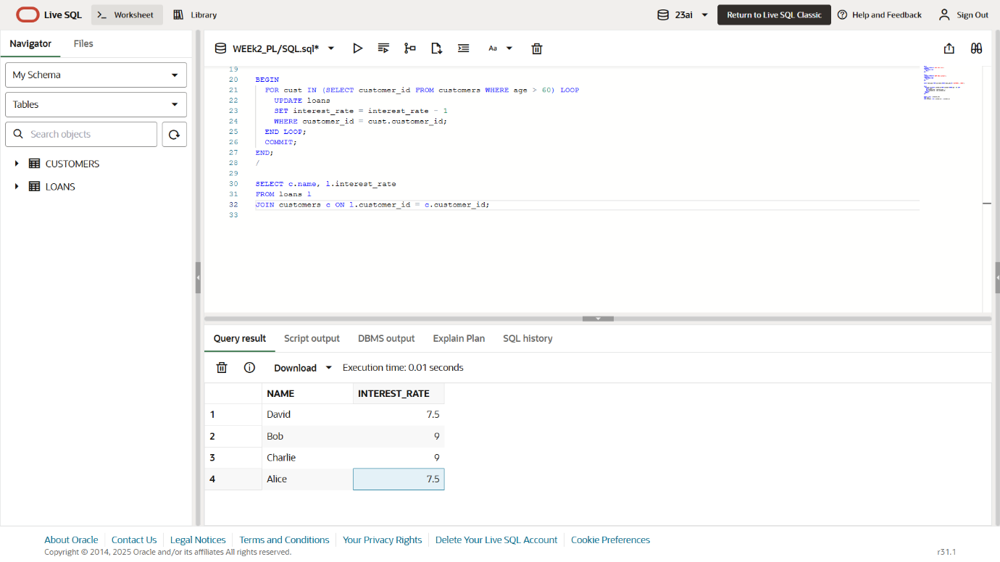 Live SQL
Worksheet
Library
23ai
Return to Live SQL Classic
Help and Feedback
Sign Out
Navigator
Files
My Schema
Tables
Search objects
CUSTOMERS
LOANS
WEEk2_PL/SQL.sql*
Aa
19
20 BEGIN
21 FOR cust IN (SELECT customer_id FROM customers WHERE age > 60) LOOP
22 UPDATE loans
23 SET interest_rate = interest_rate - 1
24 WHERE customer_id = cust.customer_id;
25 END LOOP;
26 COMMIT;
27 END;
28 /
29
30 SELECT c.name, l.interest_rate
31 FROM loans l
32 JOIN customers c ON l.customer_id = c.customer_id;
33
Query result
Script output
DBMS output
Explain Plan
SQL history
Download
Execution time: 0.01 seconds
NAME INTEREST_RATE
1 David 7.5
2 Bob 9
3 Charlie 9
4 Alice 7.5
About Oracle
Contact Us
Legal Notices
Terms and Conditions
Your Privacy Rights
Delete Your Live SQL Account
Cookie Preferences
Copyright © 2014, 2025 Oracle and/or its affiliates All rights reserved.
r31.1